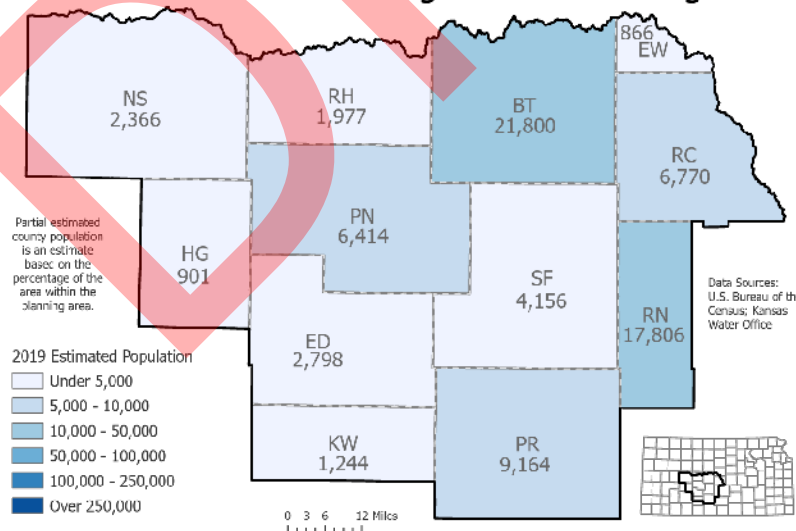 866
EW
NS
2,366
RH
1,977
BT
21,800
RC
6,770
PN
6,414
Partial estimated
county population
is an estimate
based on the
percentage of the
area within the
planning area.
HG
901
SF
4,156
Data Sources:
U.S. Bureau of th
Census; Kansas
Water Office
RN
17,806
ED
2,798
2019 Estimated Population
Under 5,000
5,000 - 10,000
10,000 - 50,000
50,000 - 100,000
100,000 - 250,000
Over 250,000
KW
1,244
PR
9,164
0 3 6 12 Miles